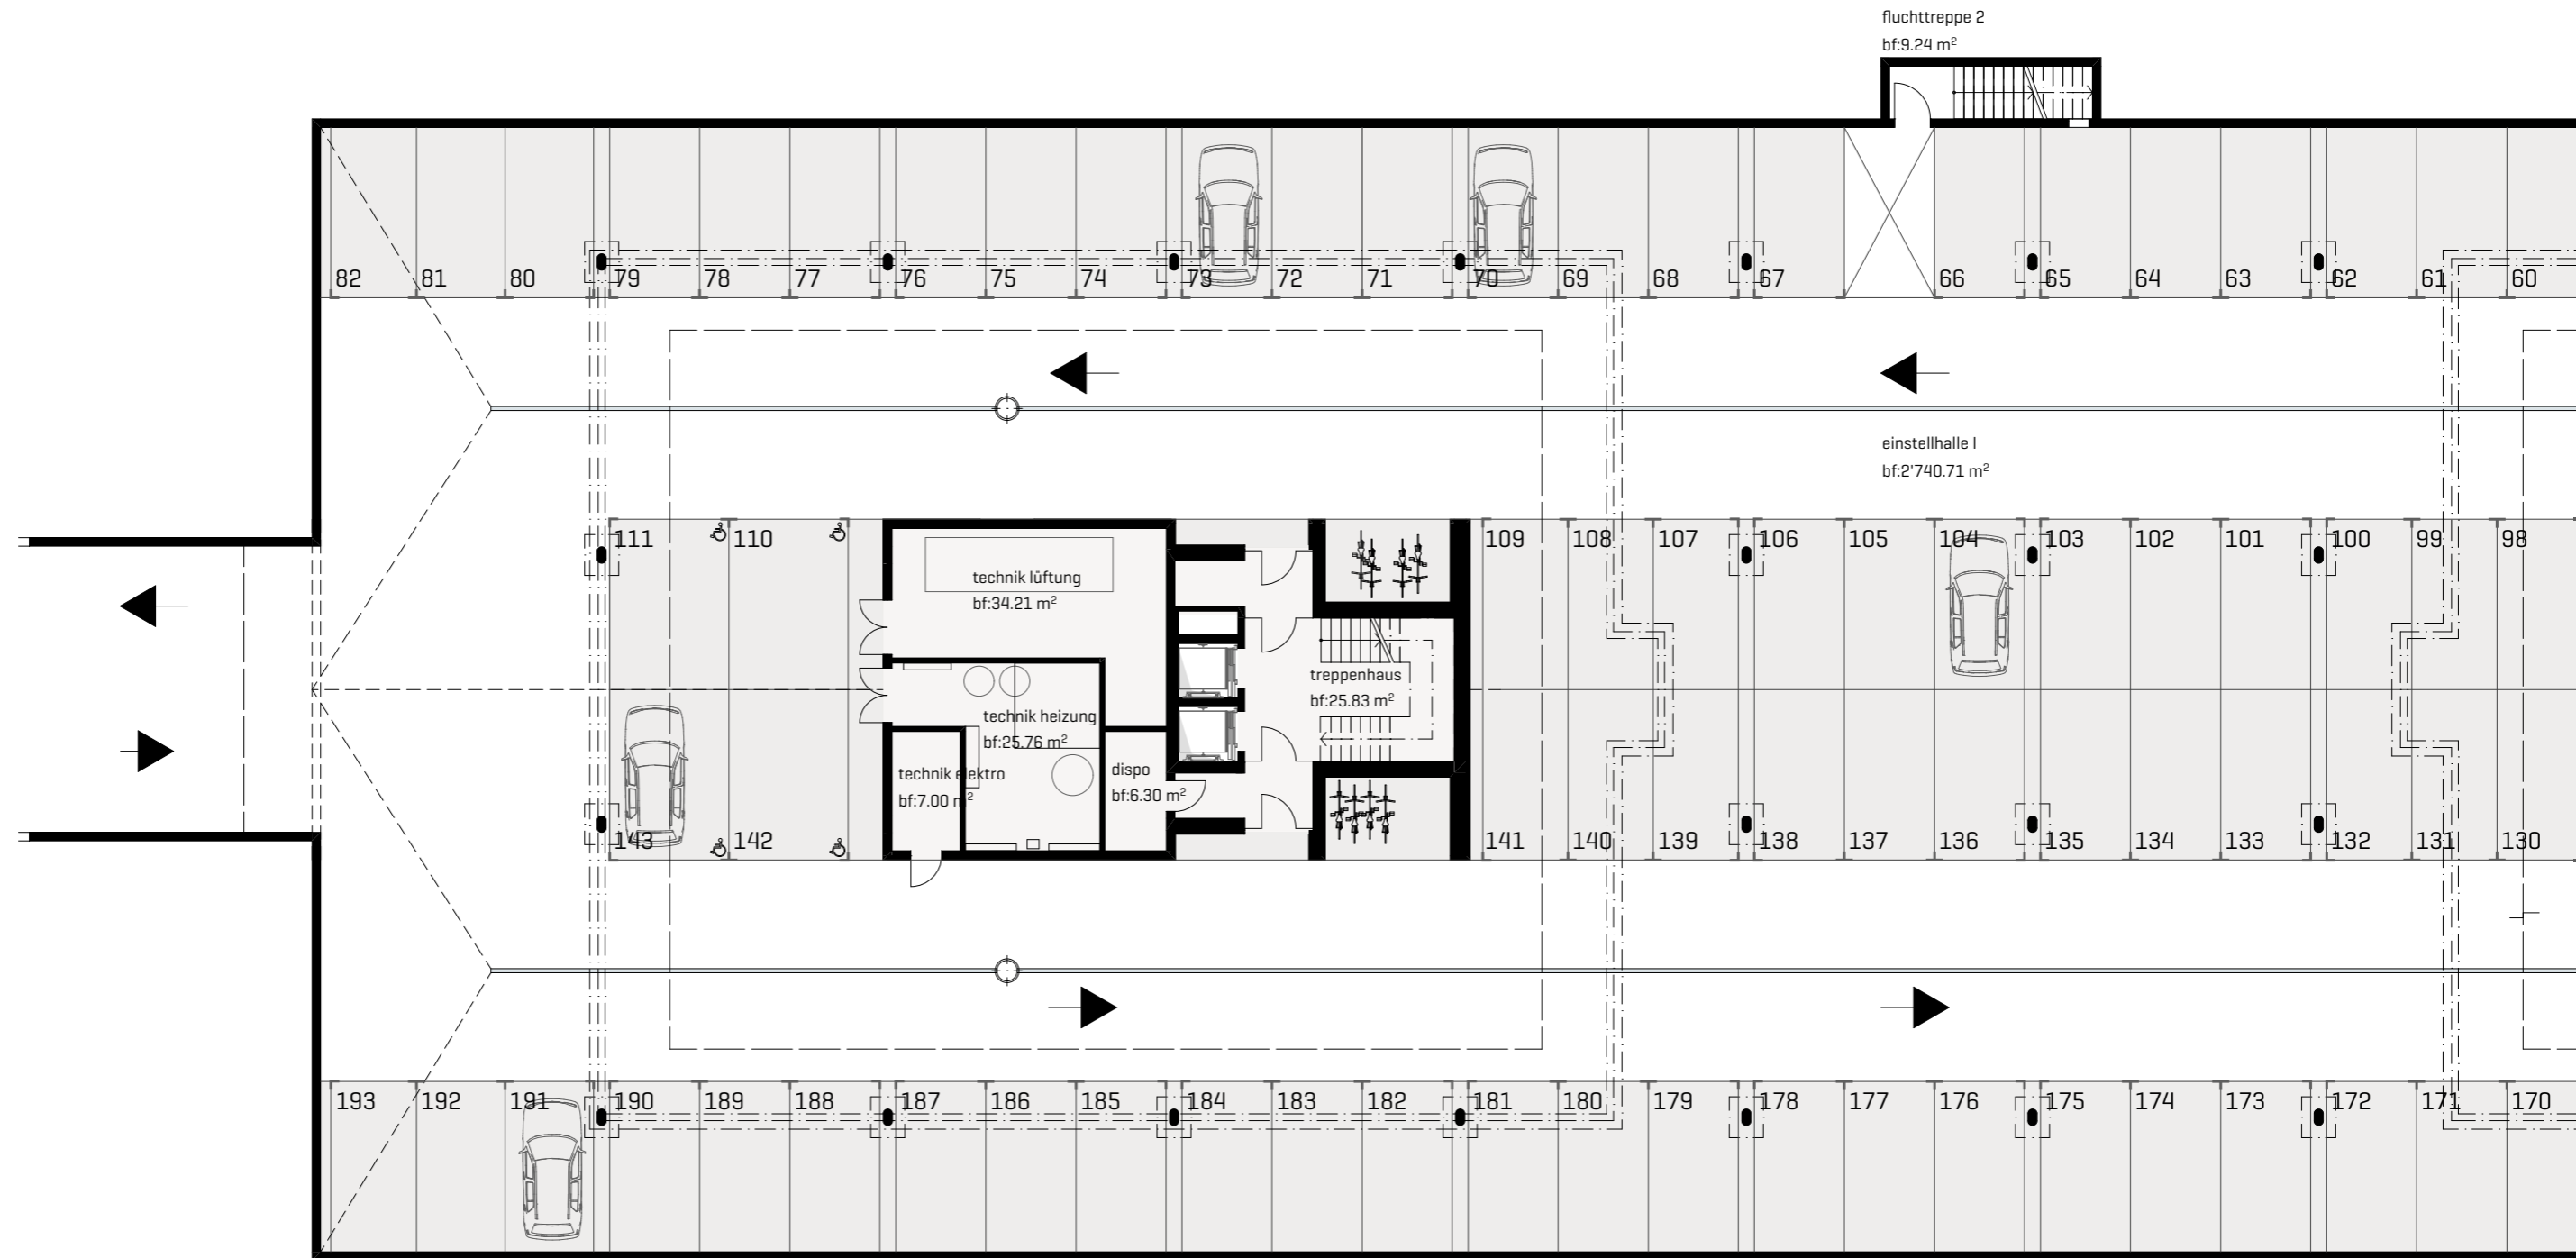 fluchttreppe 2
bf:9.24 m²
82 81 80 79 78 77 76 75 74 73 72 71 70 69 68 67 66 65 64 63 62 61 60
einstellhalle I
bf:2'740.71 m²
111 110 109 108 107 106 105 104 103 102 101 100 99 98
technik lüftung
bf:34.21 m²
treppenhaus
bf:25.83 m²
technik heizung
bf:25.76 m²
technik elektro
bf:7.00 m²
dispo
bf:6.30 m²
143 142 141 140 139 138 137 136 135 134 133 132 131 130
193 192 191 190 189 188 187 186 185 184 183 182 181 180 179 178 177 176 175 174 173 172 171 170